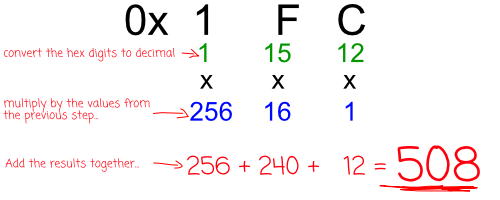 0x 1 F C
convert the hex digits to decimal 1 15 12
x x x
multiply by the values from
the previous step... 256 16 1
Add the results together... 256 + 240 + 12 = 508